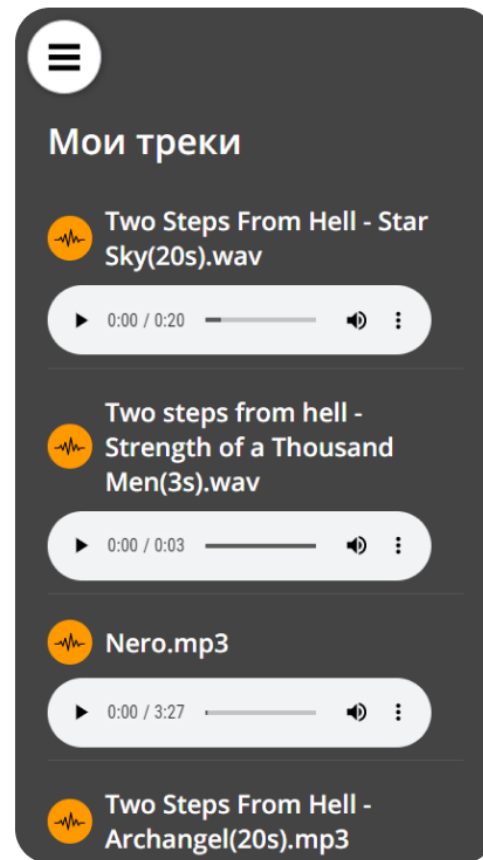 Мои треки
Two Steps From Hell - Star
Sky(20s).wav
0:00 / 0:20
Two steps from hell -
Strength of a Thousand
Men(3s).wav
0:00 / 0:03
Nero.mp3
0:00 / 3:27
Two Steps From Hell -
Archangel(20s).mp3